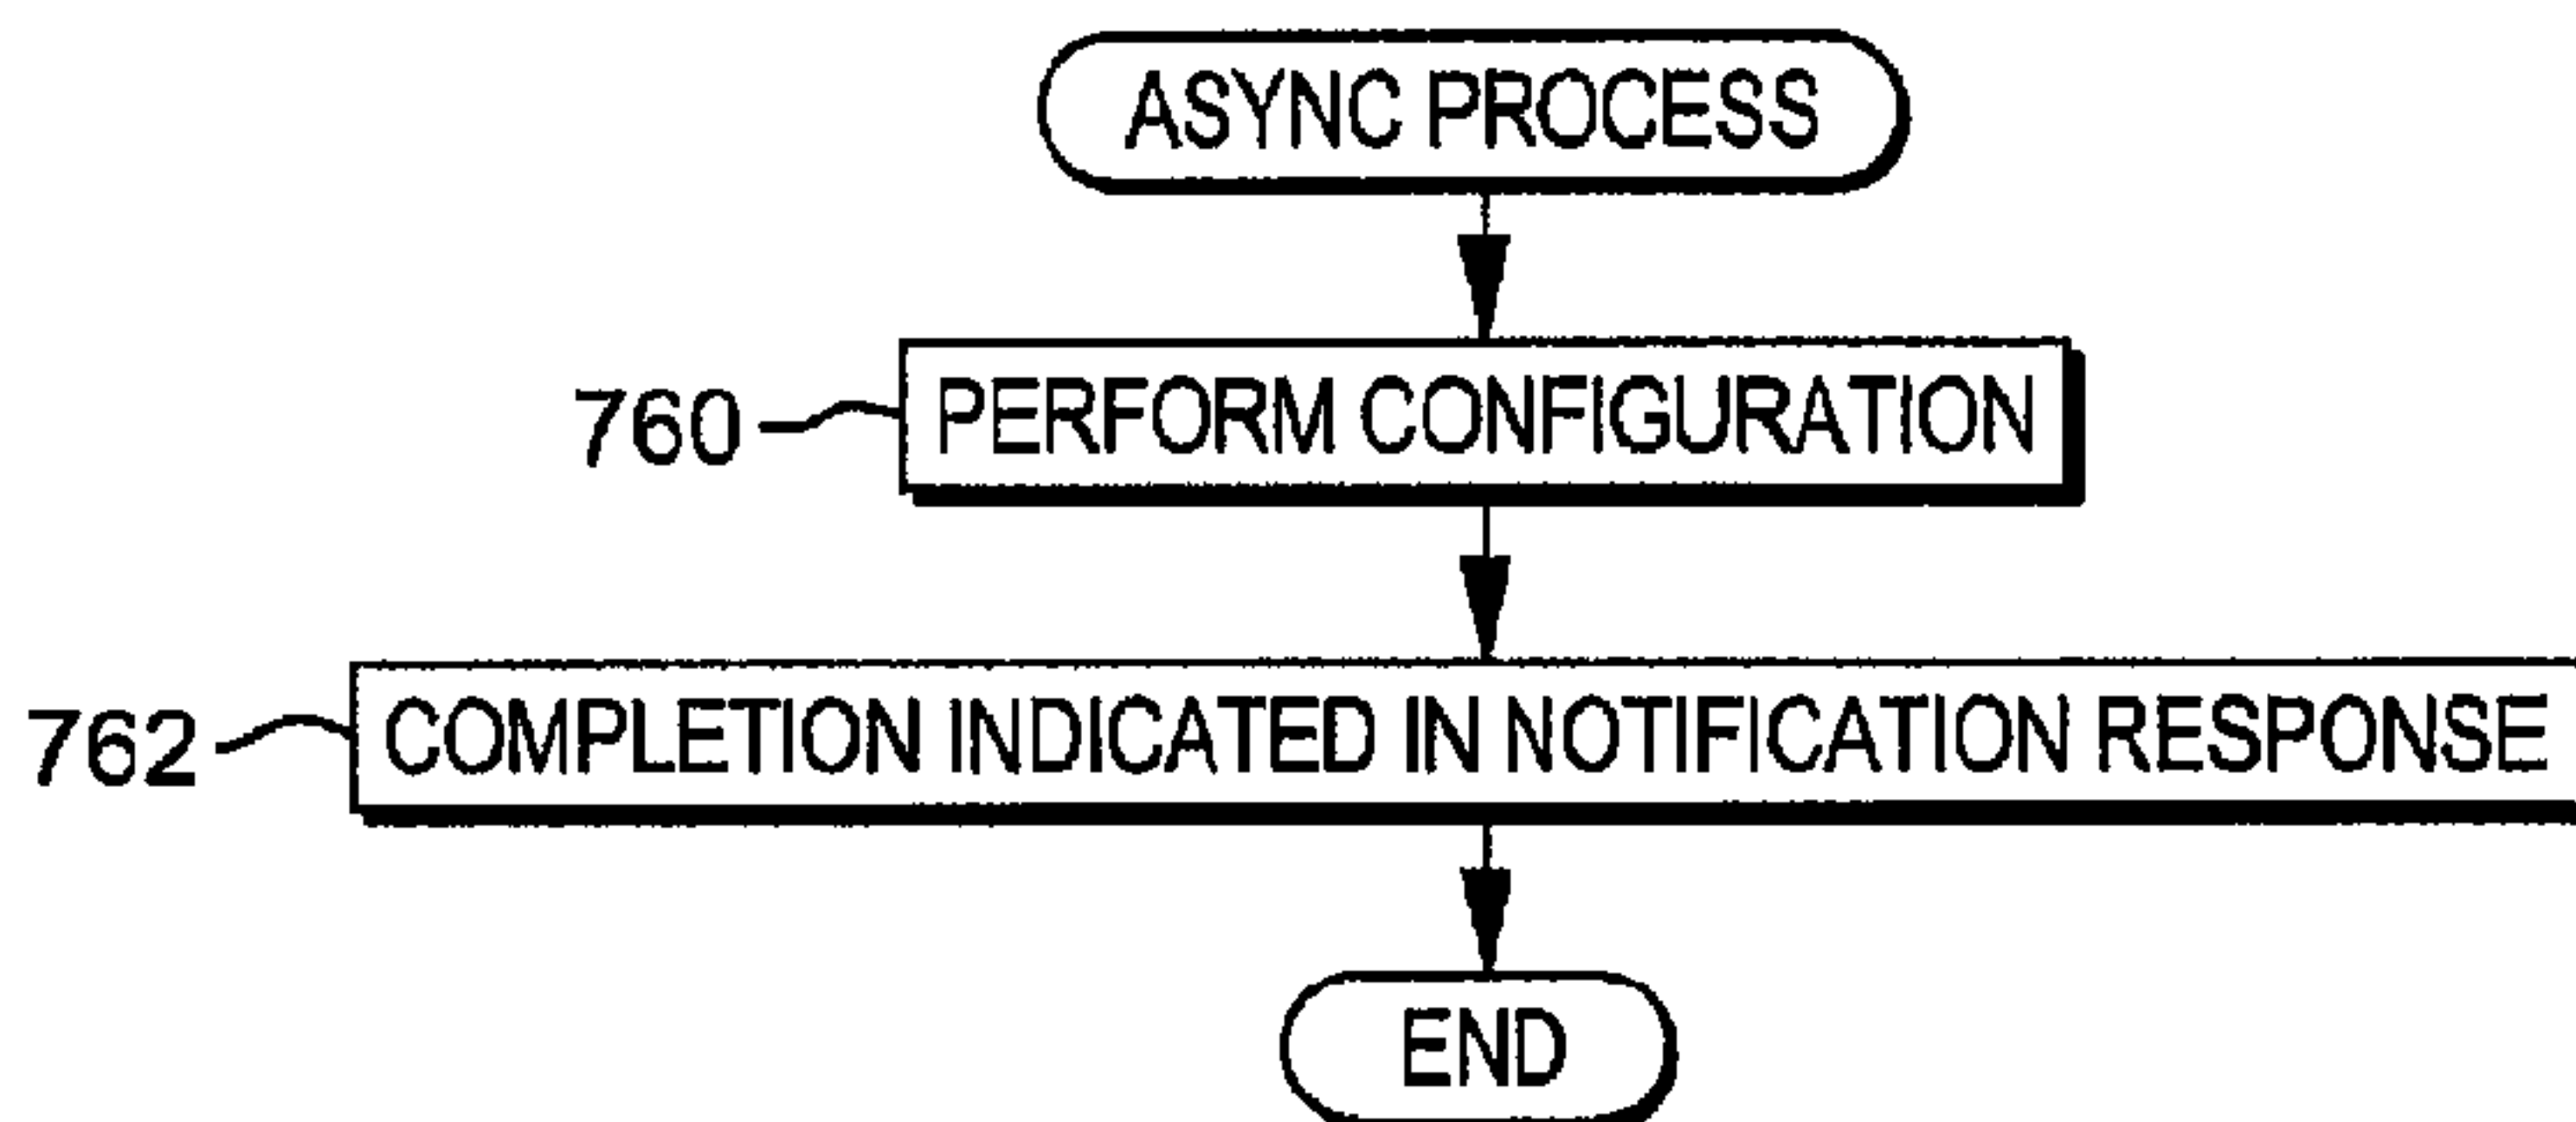 ASYNC PROCESS
760 PERFORM CONFIGURATION
762 COMPLETION INDICATED IN NOTIFICATION RESPONSE
END